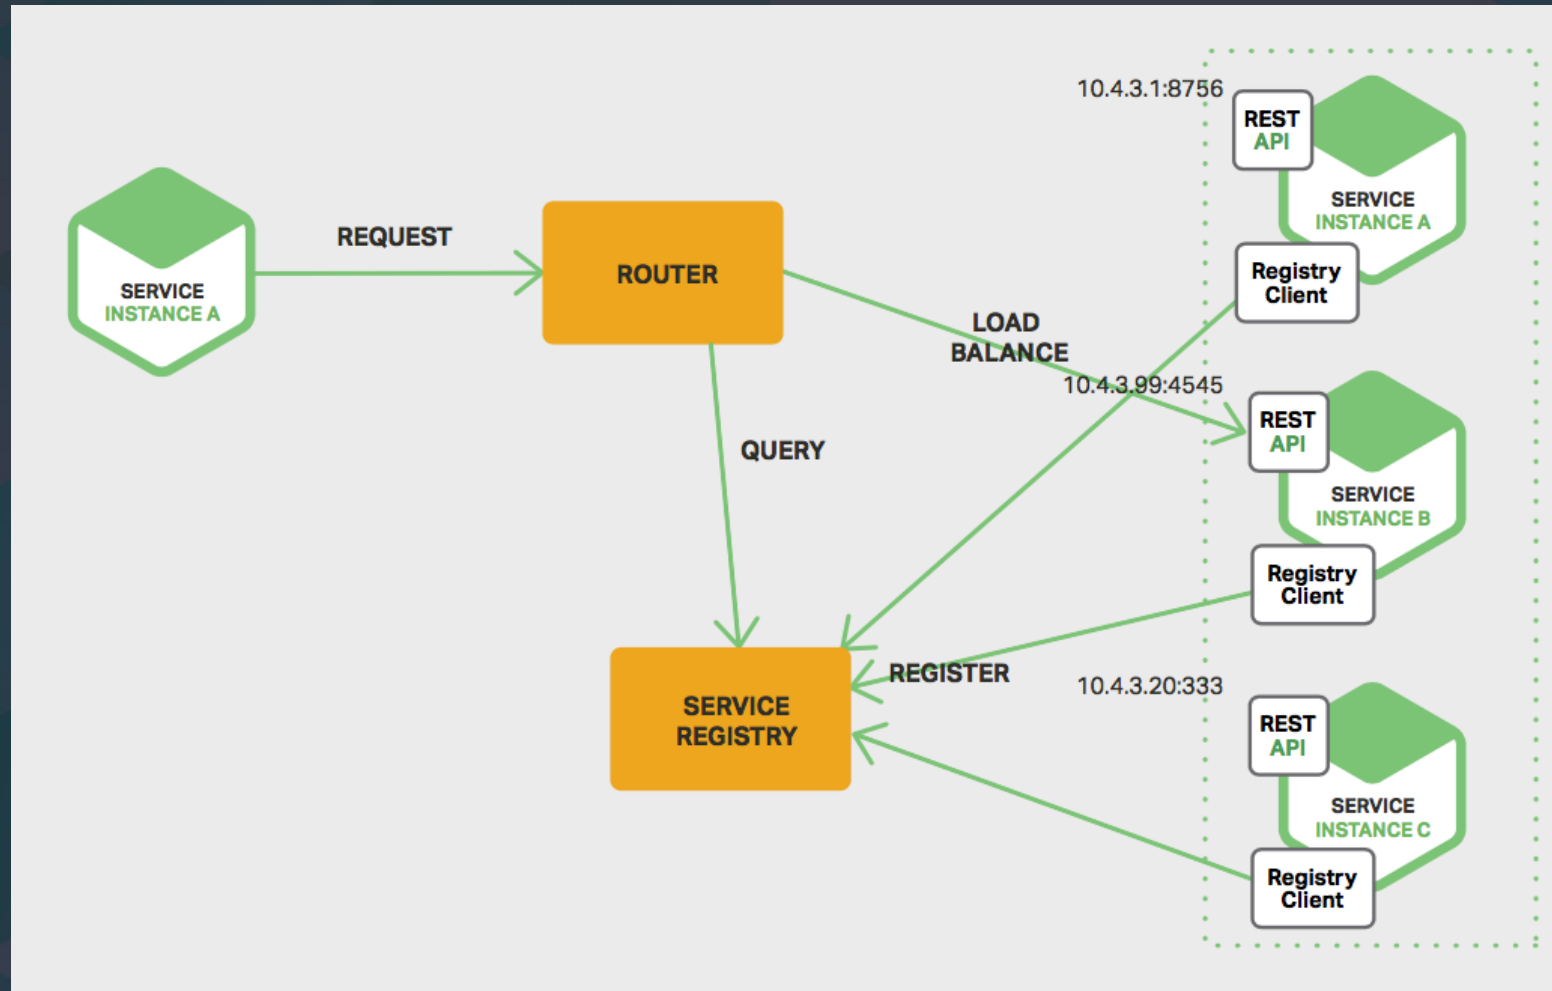 10.4.3.1:8756
REST
API
SERVICE
INSTANCE A
Registry
Client
SERVICE
INSTANCE A
REQUEST
ROUTER
LOAD
BALANCE
10.4.3.99:4545
REST
API
SERVICE
INSTANCE B
Registry
Client
QUERY
SERVICE
REGISTRY
REGISTER
10.4.3.20:333
REST
API
SERVICE
INSTANCE C
Registry
Client